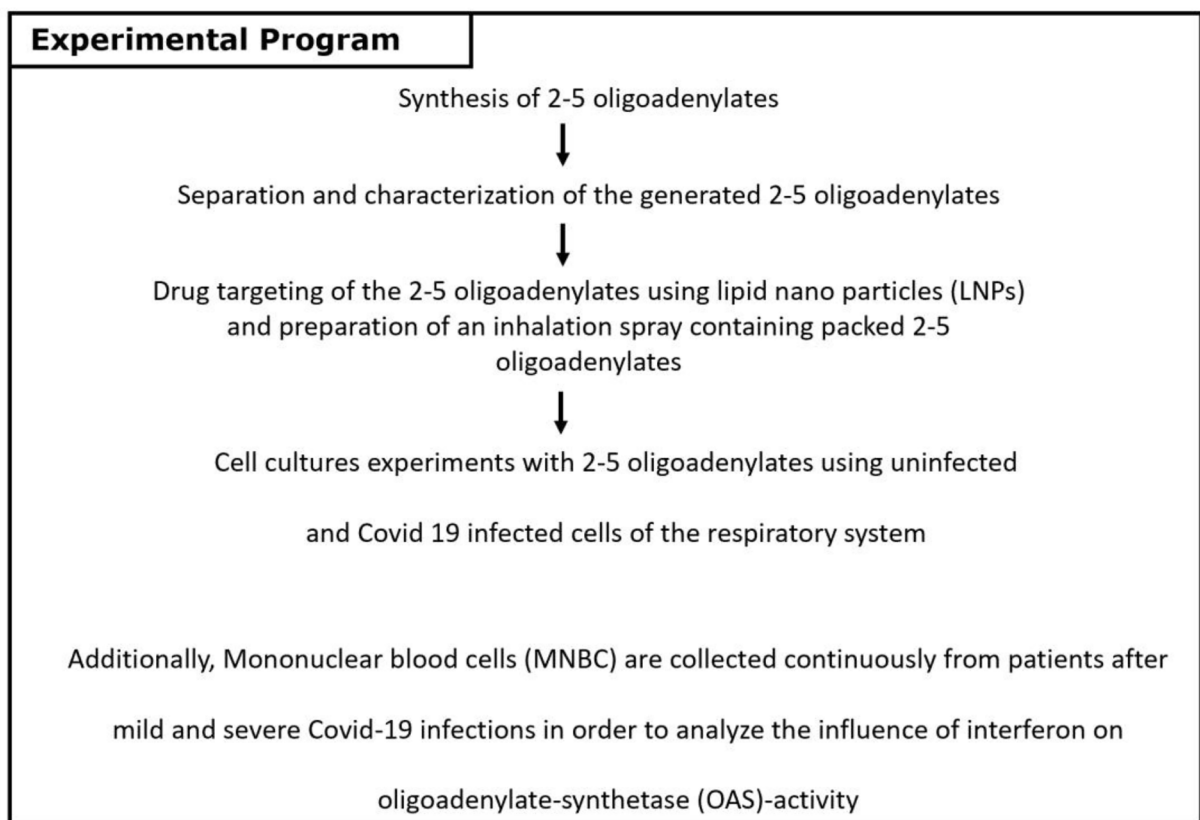 Experimental Program
Synthesis of 2-5 oligoadenylates
Separation and characterization of the generated 2-5 oligoadenylates
Drug targeting of the 2-5 oligoadenylates using lipid nano particles (LNPs)
and preparation of an inhalation spray containing packed 2-5
oligoadenylates
Cell cultures experiments with 2-5 oligoadenylates using uninfected
and Covid 19 infected cells of the respiratory system
Additionally, Mononuclear blood cells (MNBC) are collected continuously from patients after
mild and severe Covid-19 infections in order to analyze the influence of interferon on
oligoadenylate-synthetase (OAS)-activity